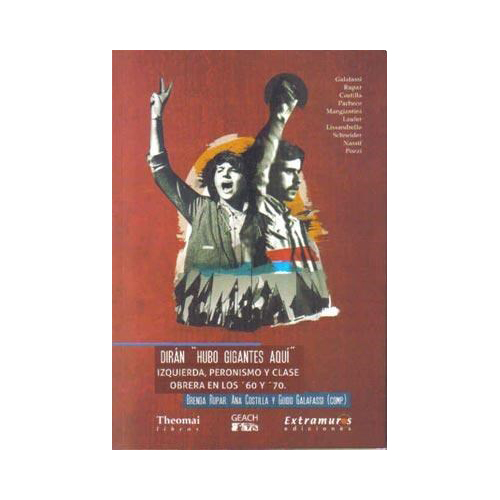 Galafassi
Rupar
Costilla
Pacheco
Mangiantini
Laufer
Lissandrello
Schneider
Nassif
Pozzi
DIRÁN "HUBO GIGANTES AQUÍ"
IZQUIERDA, PERONISMO Y CLASE
OBRERA EN LOS ´60 Y ´70.
BRENDA RUPAR, ANA COSTILLA Y GUIDO GALAFASSI (COMP)
Theomai
libros
GEACH
Extramuros
ediciones